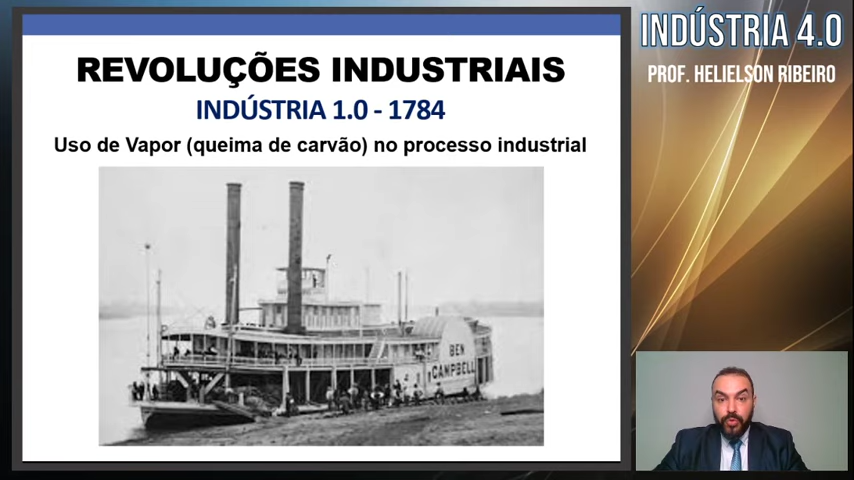 REVOLUÇÕES INDUSTRIAIS
INDÚSTRIA 1.0 - 1784
Uso de Vapor (queima de carvão) no processo industrial
BEN
CAMPBELL
INDÚSTRIA 4.0
PROF. HELIELSON RIBEIRO